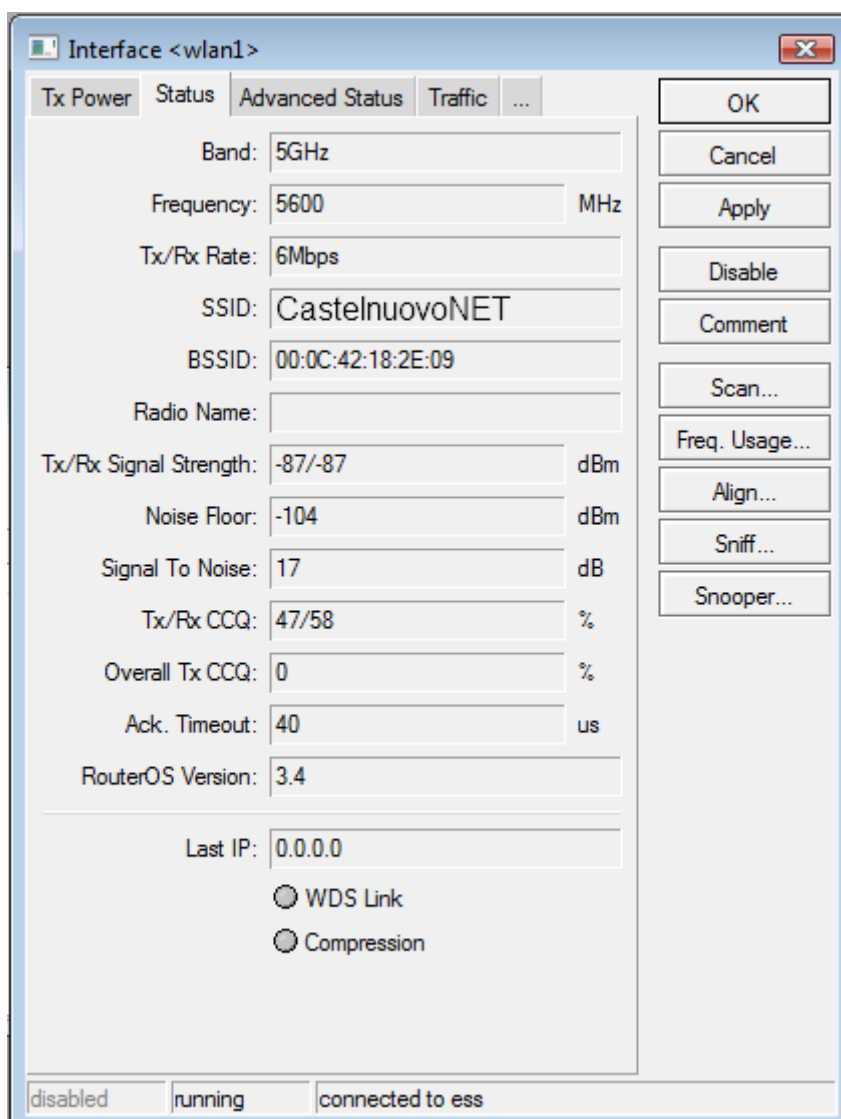 Interface <wlan1>
Tx Power Status Advanced Status Traffic ...
OK
Cancel
Apply
Disable
Comment
Scan...
Freq. Usage...
Align...
Sniff...
Snooper...
Band: 5GHz
Frequency: 5600 MHz
Tx/Rx Rate: 6Mbps
SSID: CastelnuovoNET
BSSID: 00:0C:42:18:2E:09
Radio Name:
Tx/Rx Signal Strength: -87/-87 dBm
Noise Floor: -104 dBm
Signal To Noise: 17 dB
Tx/Rx CCQ: 47/58 %
Overall Tx CCQ: 0 %
Ack. Timeout: 40 us
RouterOS Version: 3.4
Last IP: 0.0.0.0
WDS Link
Compression
disabled running connected to ess